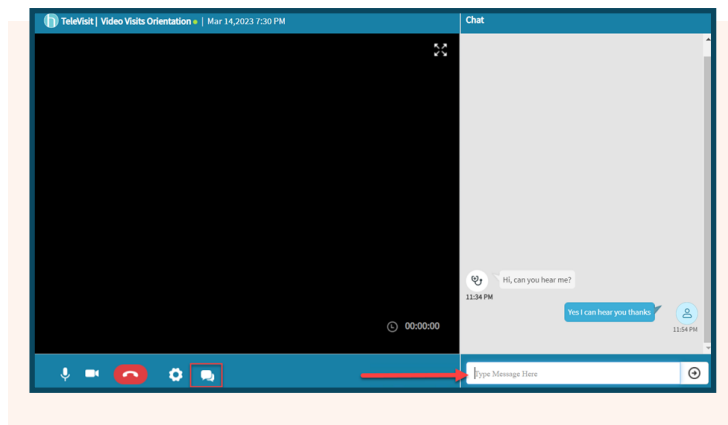 TeleVisit | Video Visits Orientation | Mar 14,2023 7:30 PM
Chat
Hi, can you hear me?
11:34 PM
Yes I can hear you thanks
11:54 PM
00:00:00
Type Message Here